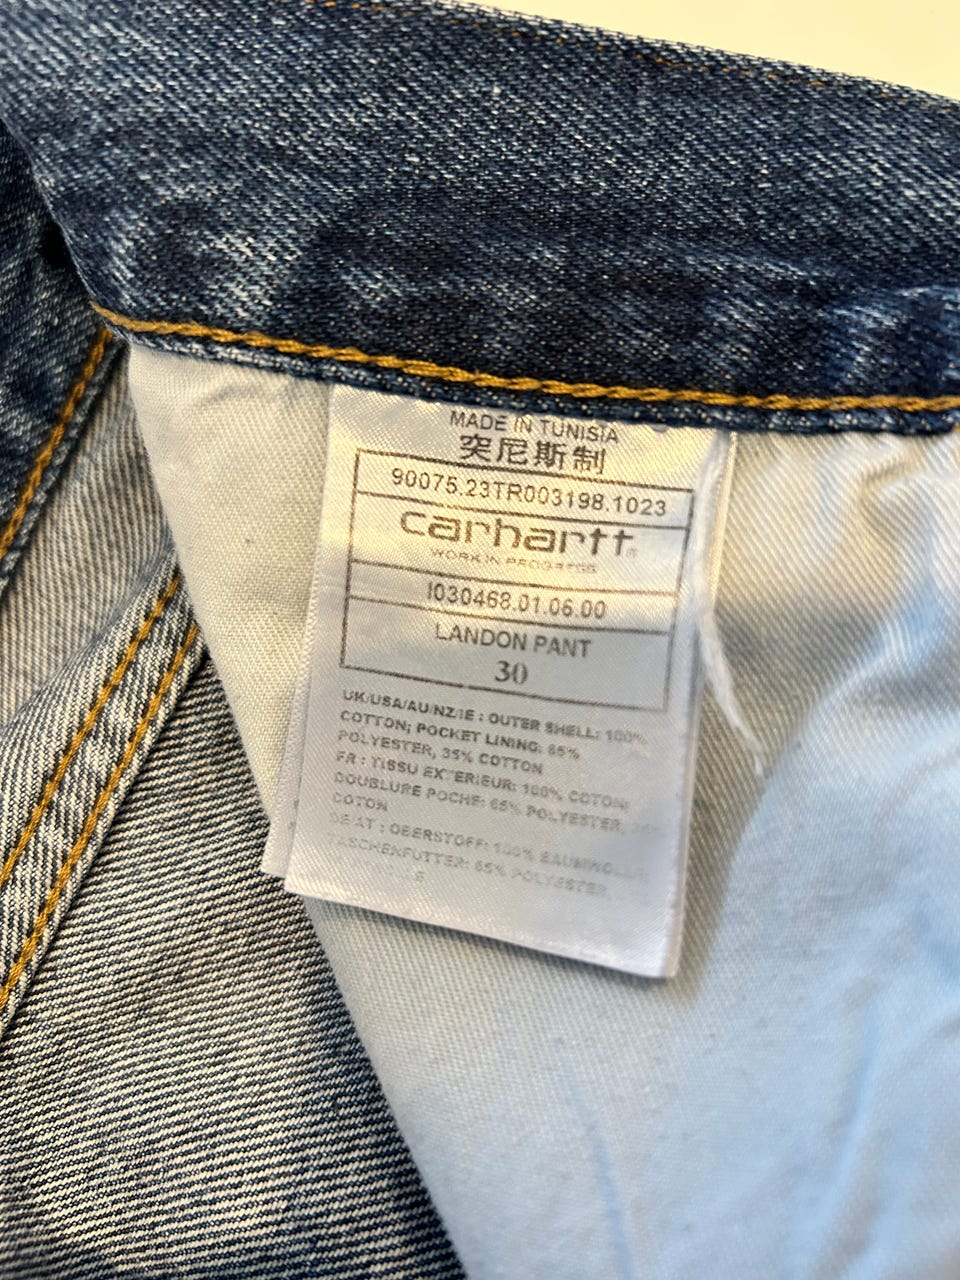 MADE IN TUNISIA
突尼斯制
90075.23TR003198.1023
carhartt®
WORK IN PROGRESS
I030468.01.06.00
LANDON PANT
30
UK/USA/AU/NZ/IE : OUTER SHELL: 100%
COTTON; POCKET LINING: 65%
POLYESTER, 35% COTTON
FR : TISSU EXTERIEUR: 100% COTON;
DOUBLURE POCHE: 65% POLYESTER,
COTON
DE/AT : OBERSTOFF: 100% BAUMWOLLE;
TASCHENFUTTER: 65% POLYESTER,